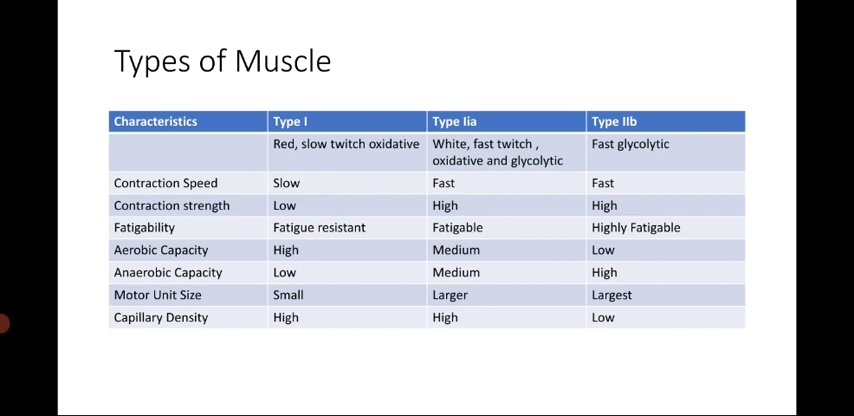 Types of Muscle
Characteristics Type I Type Iia Type IIb
Red, slow twitch oxidative White, fast twitch , oxidative and glycolytic Fast glycolytic
Contraction Speed Slow Fast Fast
Contraction strength Low High High
Fatigability Fatigue resistant Fatigable Highly Fatigable
Aerobic Capacity High Medium Low
Anaerobic Capacity Low Medium High
Motor Unit Size Small Larger Largest
Capillary Density High High Low